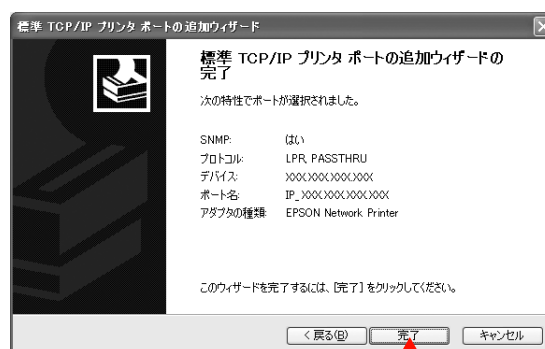 標準 TCP/IP プリンタ ポートの追加ウィザード
標準 TCP/IP プリンタ ポートの追加ウィザードの
完了
次の特性でポートが選択されました。
SNMP: はい
プロトコル: LPR, PASSTHRU
デバイス: XXX.XXX.XXX.XXX
ポート名: IP_XXX.XXX.XXX.XXX
アダプタの種類: EPSON Network Printer
このウィザードを完了するには、[完了] をクリックしてください。
< 戻る(B) 完了 キャンセル